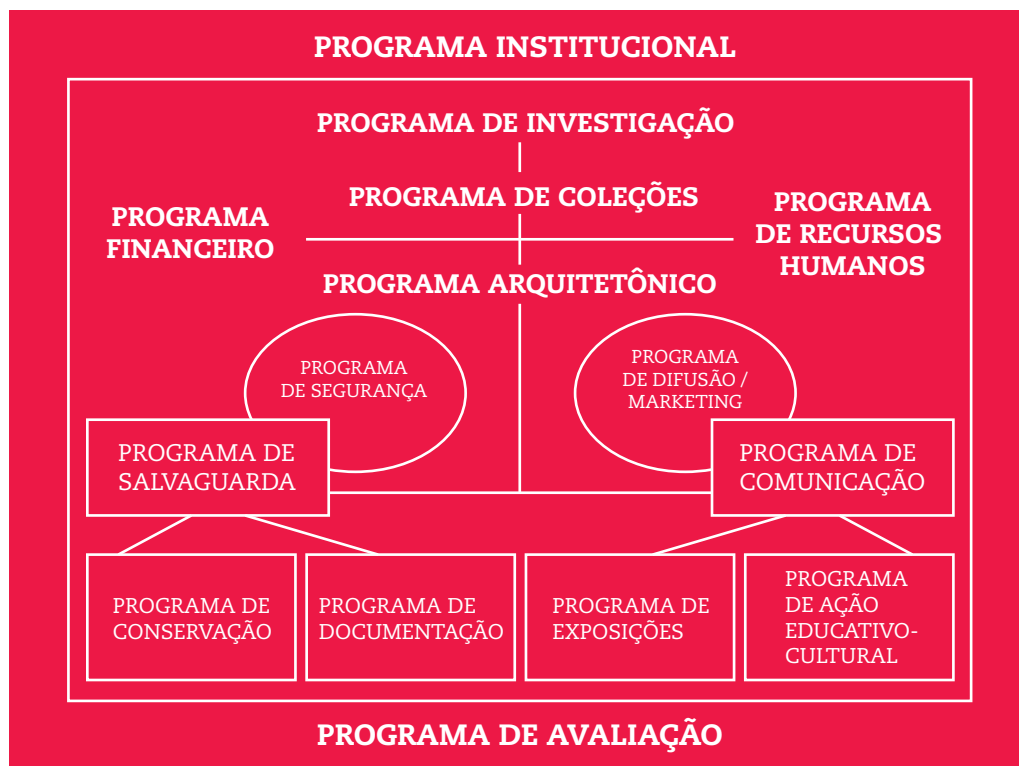 PROGRAMA INSTITUCIONAL
PROGRAMA DE INVESTIGAÇÃO
PROGRAMA DE COLEÇÕES
PROGRAMA
FINANCEIRO
PROGRAMA
DE RECURSOS
HUMANOS
PROGRAMA ARQUITETÔNICO
PROGRAMA
DE SEGURANÇA
PROGRAMA
DE DIFUSÃO /
MARKETING
PROGRAMA DE
SALVAGUARDA
PROGRAMA DE
COMUNICAÇÃO
PROGRAMA DE
CONSERVAÇÃO
PROGRAMA DE
DOCUMENTAÇÃO
PROGRAMA DE
EXPOSIÇÕES
PROGRAMA
DE AÇÃO
EDUCATIVO-
CULTURAL
PROGRAMA DE AVALIAÇÃO